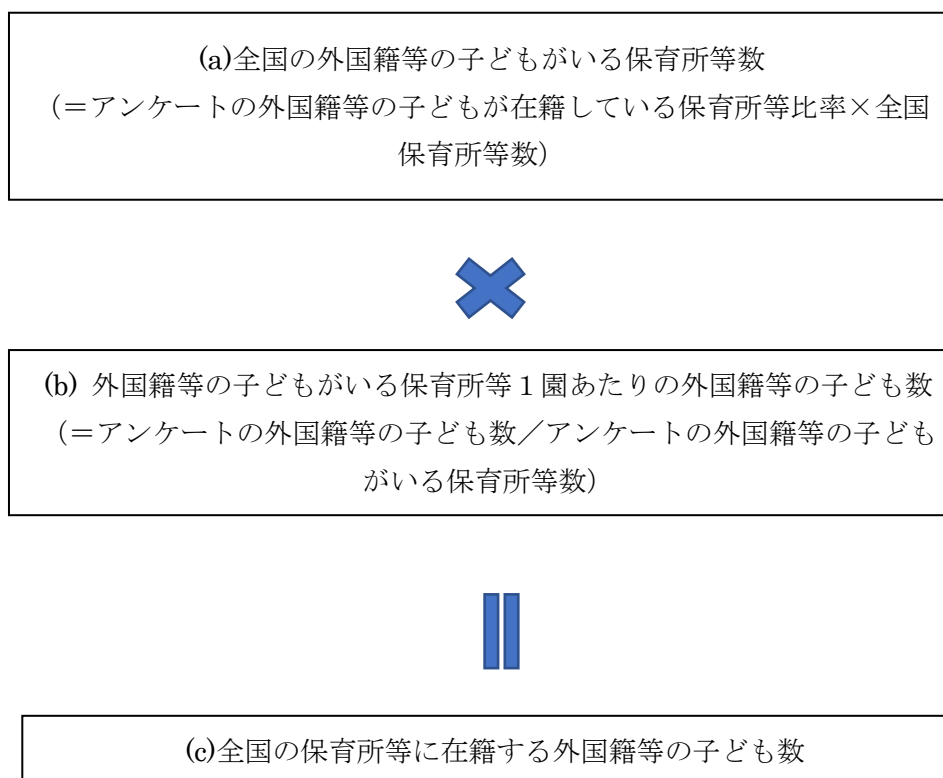 (a)全国の外国籍等の子どもがいる保育所等数
（＝アンケートの外国籍等の子どもが在籍している保育所等比率×全国
保育所等数）
(b) 外国籍等の子どもがいる保育所等１園あたりの外国籍等の子ども数
（＝アンケートの外国籍等の子ども数／アンケートの外国籍等の子ども
がいる保育所等数）
(c)全国の保育所等に在籍する外国籍等の子ども数